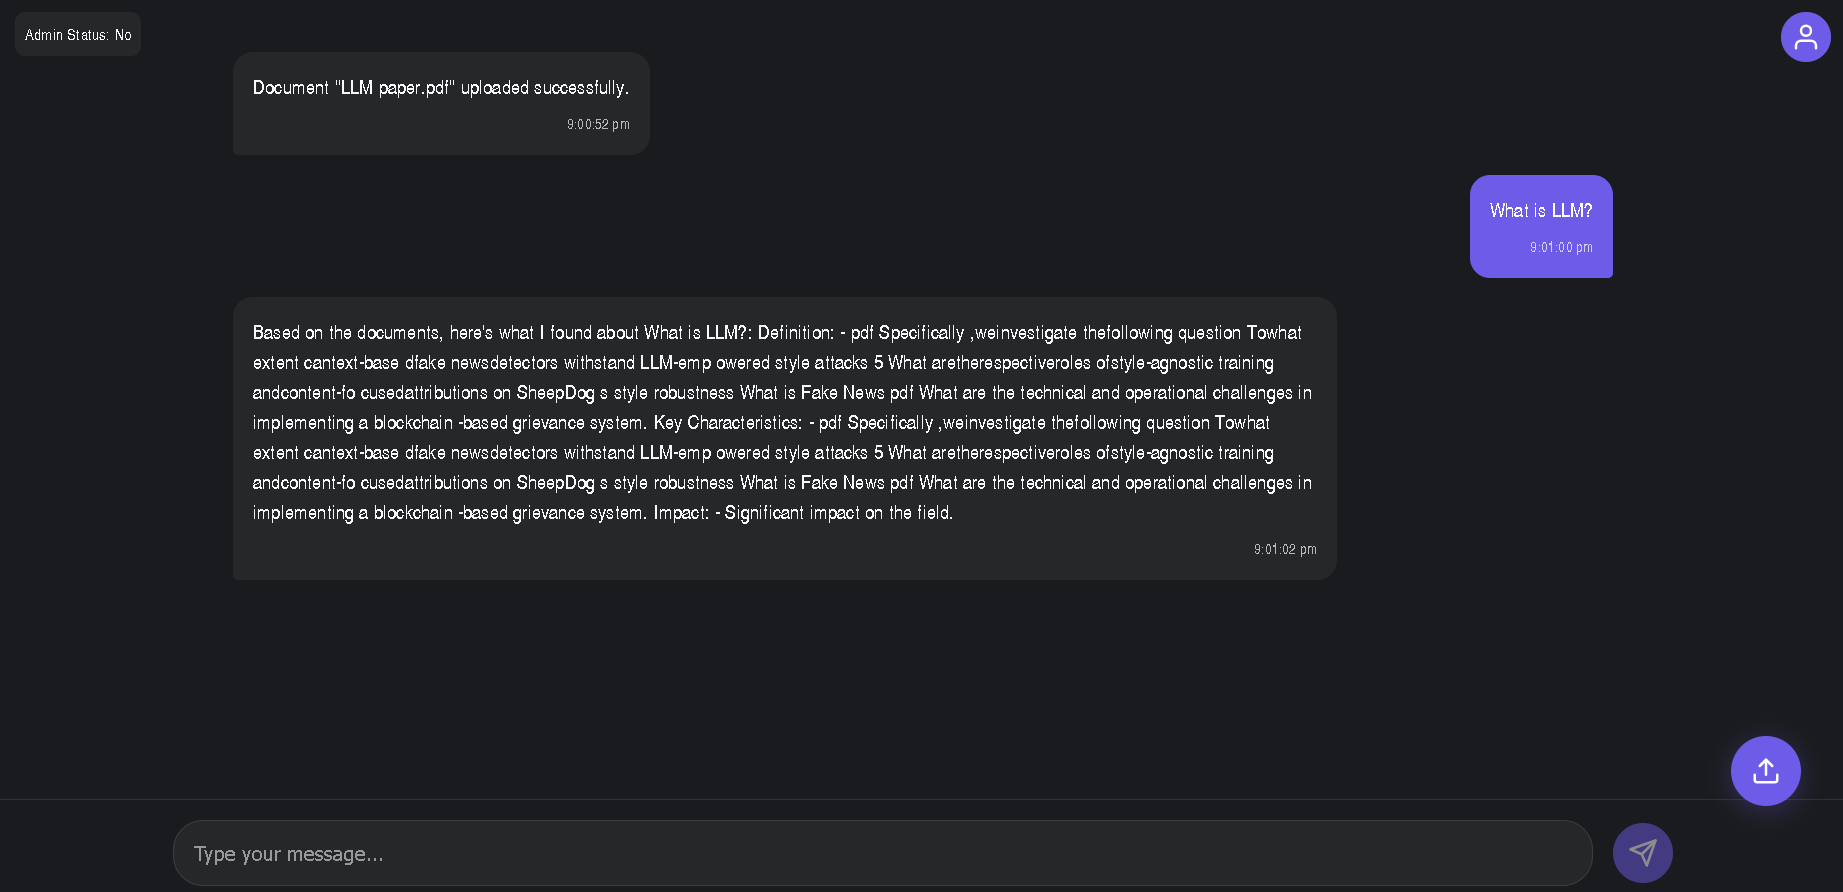 Admin Status: No
Document "LLM paper.pdf" uploaded successfully.
9:00:52 pm
What is LLM?
9:01:00 pm
Based on the documents, here's what I found about What is LLM?: Definition: - pdf Specifically ,weinvestigate thefollowing question Towhat
extent cantext-base dfake newsdetectors withstand LLM-emp owered style attacks 5 What aretherespectiveroles ofstyle-agnostic training
andcontent-fo cusedattributions on SheepDog s style robustness What is Fake News pdf What are the technical and operational challenges in
implementing a blockchain -based grievance system. Key Characteristics: - pdf Specifically ,weinvestigate thefollowing question Towhat
extent cantext-base dfake newsdetectors withstand LLM-emp owered style attacks 5 What aretherespectiveroles ofstyle-agnostic training
andcontent-fo cusedattributions on SheepDog s style robustness What is Fake News pdf What are the technical and operational challenges in
implementing a blockchain -based grievance system. Impact: - Significant impact on the field.
9:01:02 pm
Type your message...